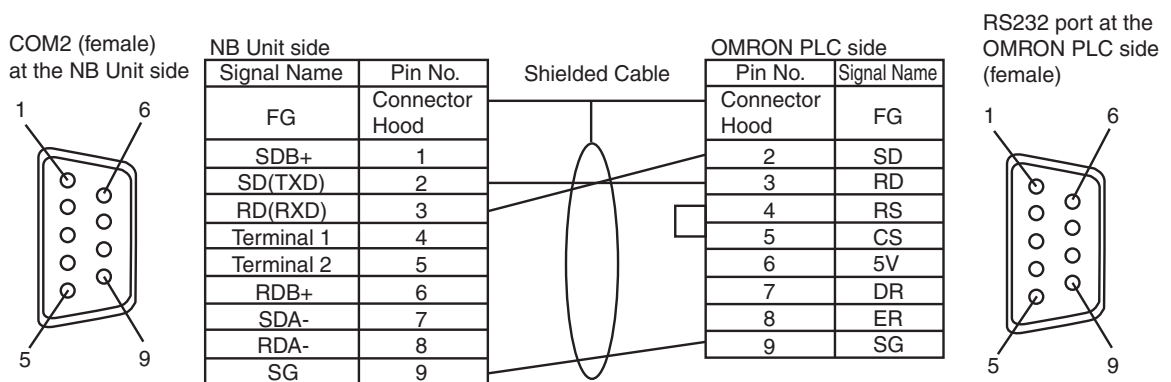 COM2 (female)
at the NB Unit side
1
6
5
9
NB Unit side
Signal Name Pin No.
FG Connector Hood
SDB+ 1
SD(TXD) 2
RD(RXD) 3
Terminal 1 4
Terminal 2 5
RDB+ 6
SDA- 7
RDA- 8
SG 9
Shielded Cable
OMRON PLC side
Pin No. Signal Name
Connector Hood FG
2 SD
3 RD
4 RS
5 CS
6 5V
7 DR
8 ER
9 SG
RS232 port at the
OMRON PLC side
(female)
1
6
5
9